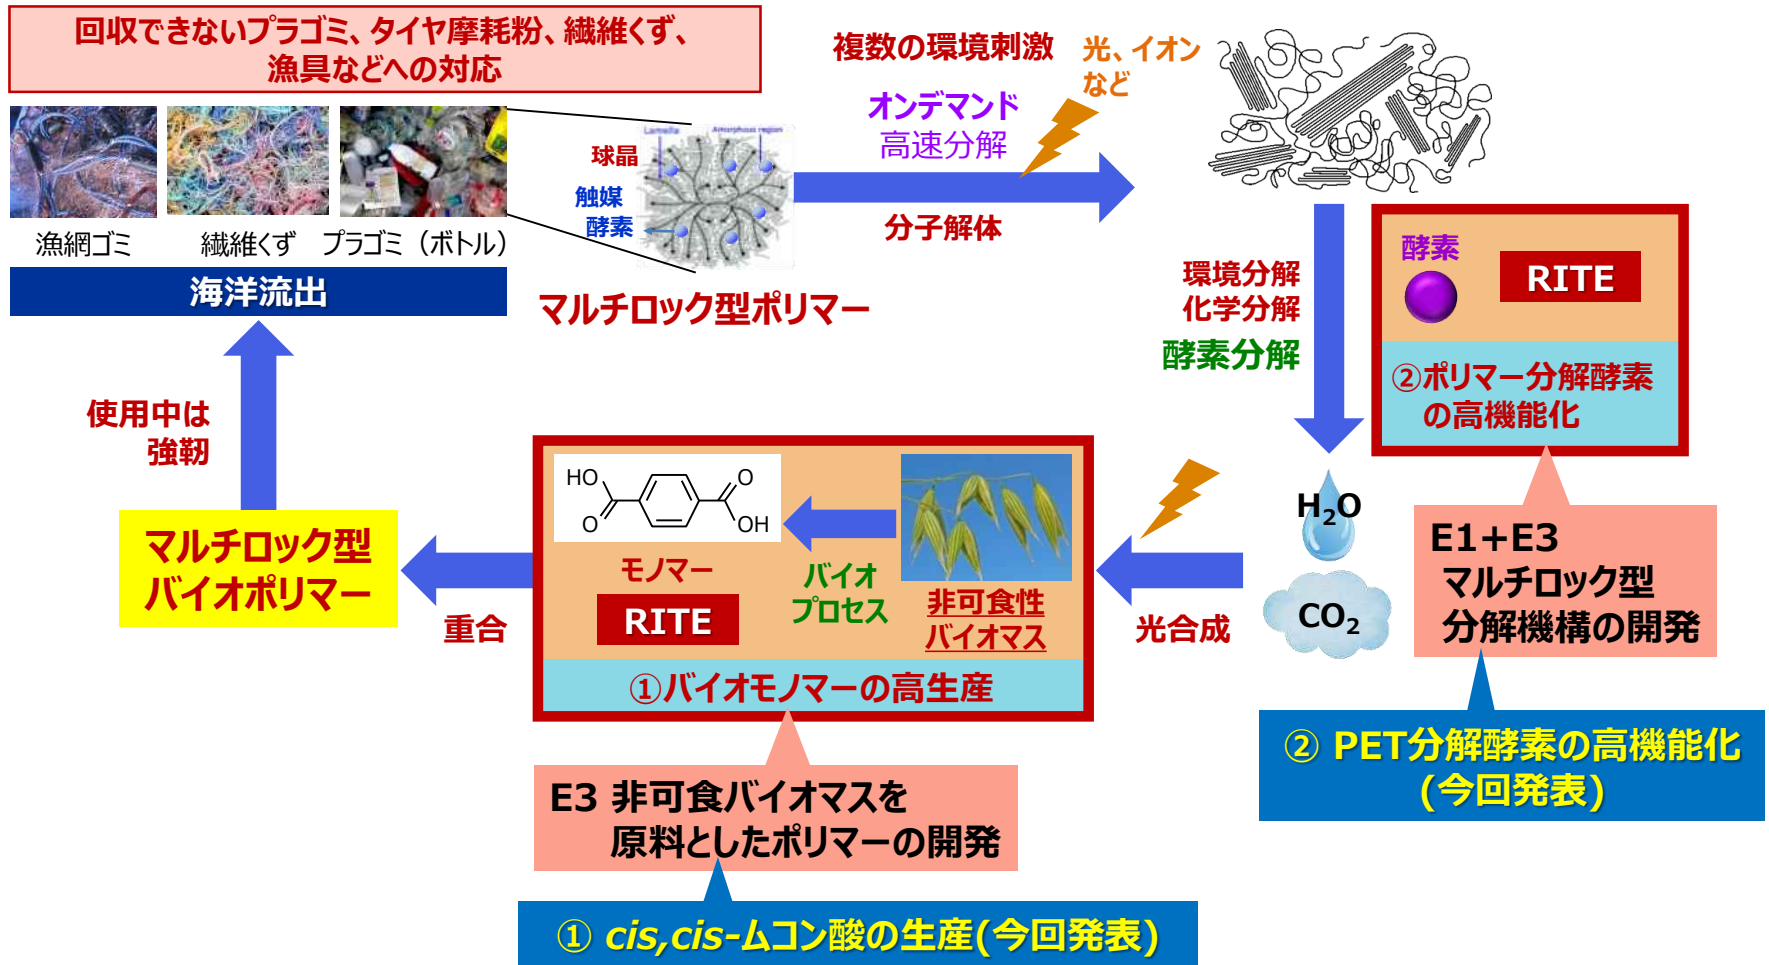 回収できないプラゴミ、タイヤ摩耗粉、繊維くず、
漁具などへの対応
漁網ゴミ
繊維くず
プラゴミ（ボトル）
海洋流出
Lamella
Amorphous region
球晶
触媒
酵素
マルチロック型ポリマー
複数の環境刺激
光、イオン
など
オンデマンド
高速分解
分子解体
環境分解
化学分解
酵素分解
酵素
RITE
②ポリマー分解酵素
の高機能化
E1+E3
マルチロック型
分解機構の開発
② PET分解酵素の高機能化
(今回発表)
H2O
CO2
光合成
HO
O
O
OH
モノマー
RITE
バイオ
プロセス
非可食性
バイオマス
①バイオモノマーの高生産
E3 非可食バイオマスを
原料としたポリマーの開発
① cis,cis-ムコン酸の生産(今回発表)
重合
マルチロック型
バイオポリマー
使用中は
強靭